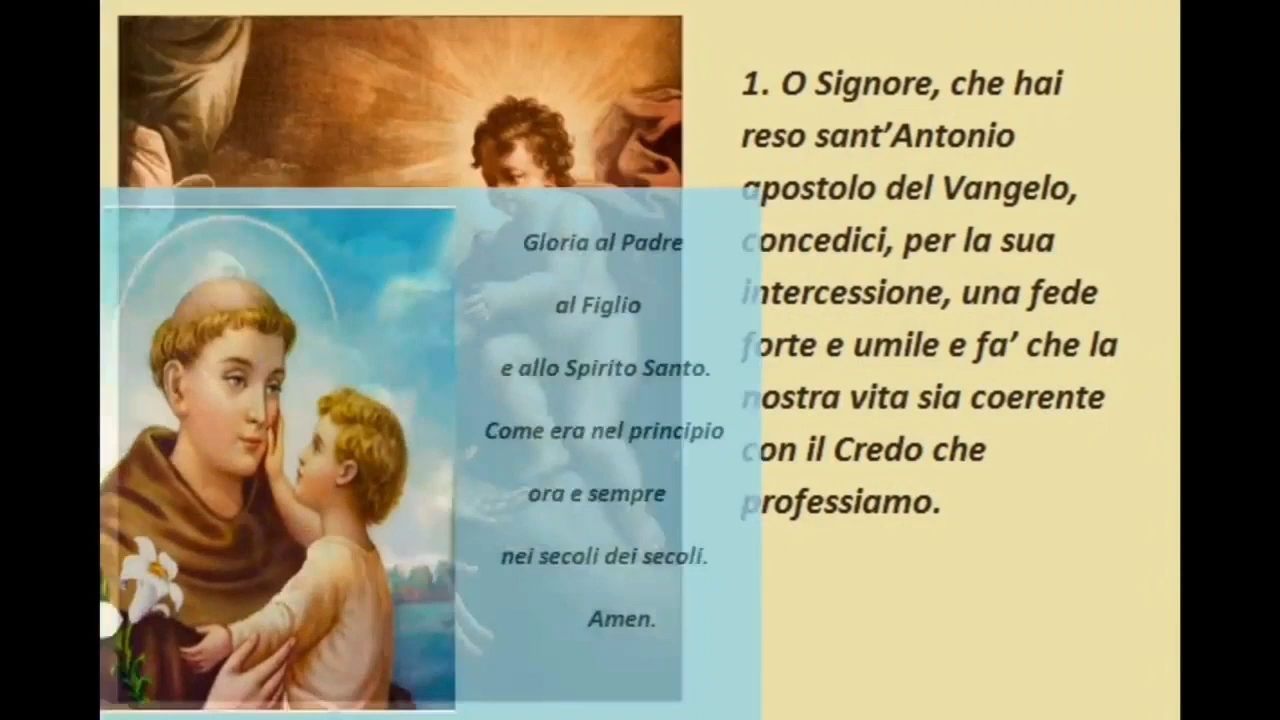 1. O Signore, che hai
reso sant’Antonio
apostolo del Vangelo,
concedici, per la sua
intercessione, una fede
forte e umile e fa’ che la
nostra vita sia coerente
con il Credo che
professiamo.
Gloria al Padre
al Figlio
e allo Spirito Santo.
Come era nel principio
ora e sempre
nei secoli dei secoli.
Amen.